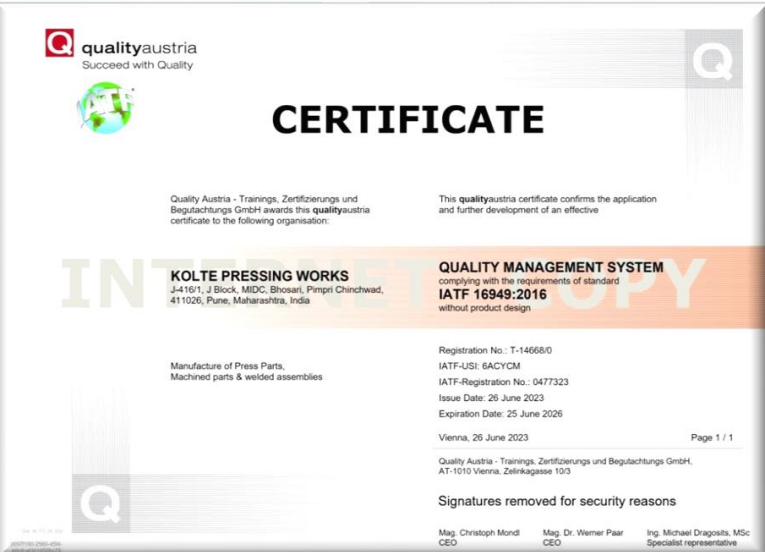 qualityaustria
Succeed with Quality
IATF
CERTIFICATE
Quality Austria - Trainings, Zertifizierungs und
Begutachtungs GmbH awards this qualityaustria
certificate to the following organisation:
This qualityaustria certificate confirms the application
and further development of an effective
INTERNET COPY
KOLTE PRESSING WORKS
J-416/1, J Block, MIDC, Bhosari, Pimpri Chinchwad,
411026, Pune, Maharashtra, India
QUALITY MANAGEMENT SYSTEM
complying with the requirements of standard
IATF 16949:2016
without product design
Manufacture of Press Parts,
Machined parts & welded assemblies
Registration No.: T-14668/0
IATF-USI: 6ACYCM
IATF-Registration No.: 0477323
Issue Date: 26 June 2023
Expiration Date: 25 June 2026
Vienna, 26 June 2023
Page 1 / 1
Quality Austria - Trainings, Zertifizierungs und Begutachtungs GmbH,
AT-1010 Vienna, Zelinkagasse 10/3
Signatures removed for security reasons
Mag. Christoph Mondl
CEO
Mag. Dr. Werner Paar
CEO
Ing. Michael Dragosits, MSc
Specialist representative